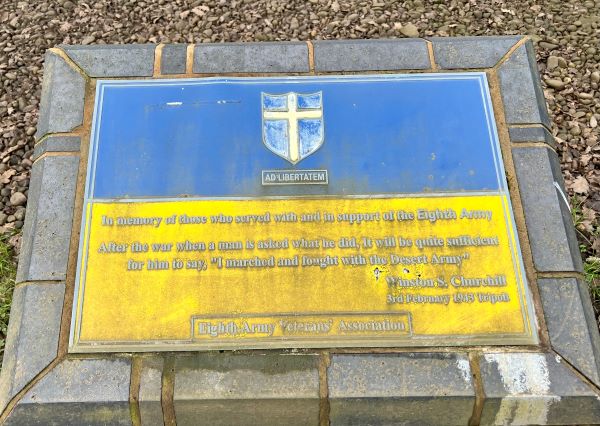 AD LIBERTATEM
In memory of those who served with and in support of the Eighth Army
After the war when a man is asked what he did, It will be quite sufficient
for him to say, "I marched and fought with the Desert Army"
Winston S. Churchill
3rd February 1943 Tripoli
Eighth Army Veterans' Association